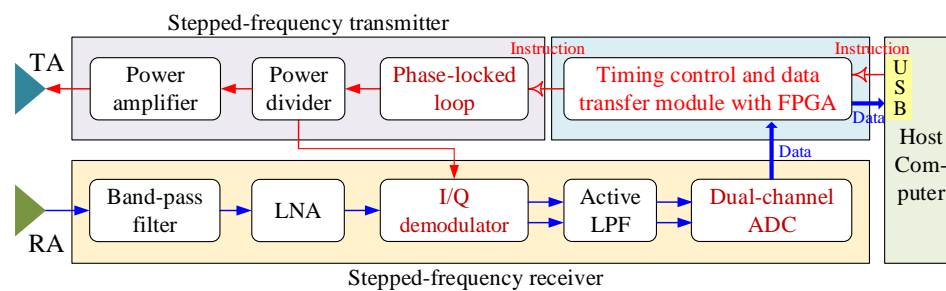 Stepped-frequency transmitter
TA
Power
amplifier
Power
divider
Phase-locked
loop
Instruction
Timing control and data
transfer module with FPGA
Instruction
Data
U
S
B
Host
Com-
puter
Data
RA
Band-pass
filter
LNA
I/Q
demodulator
Active
LPF
Dual-channel
ADC
Stepped-frequency receiver